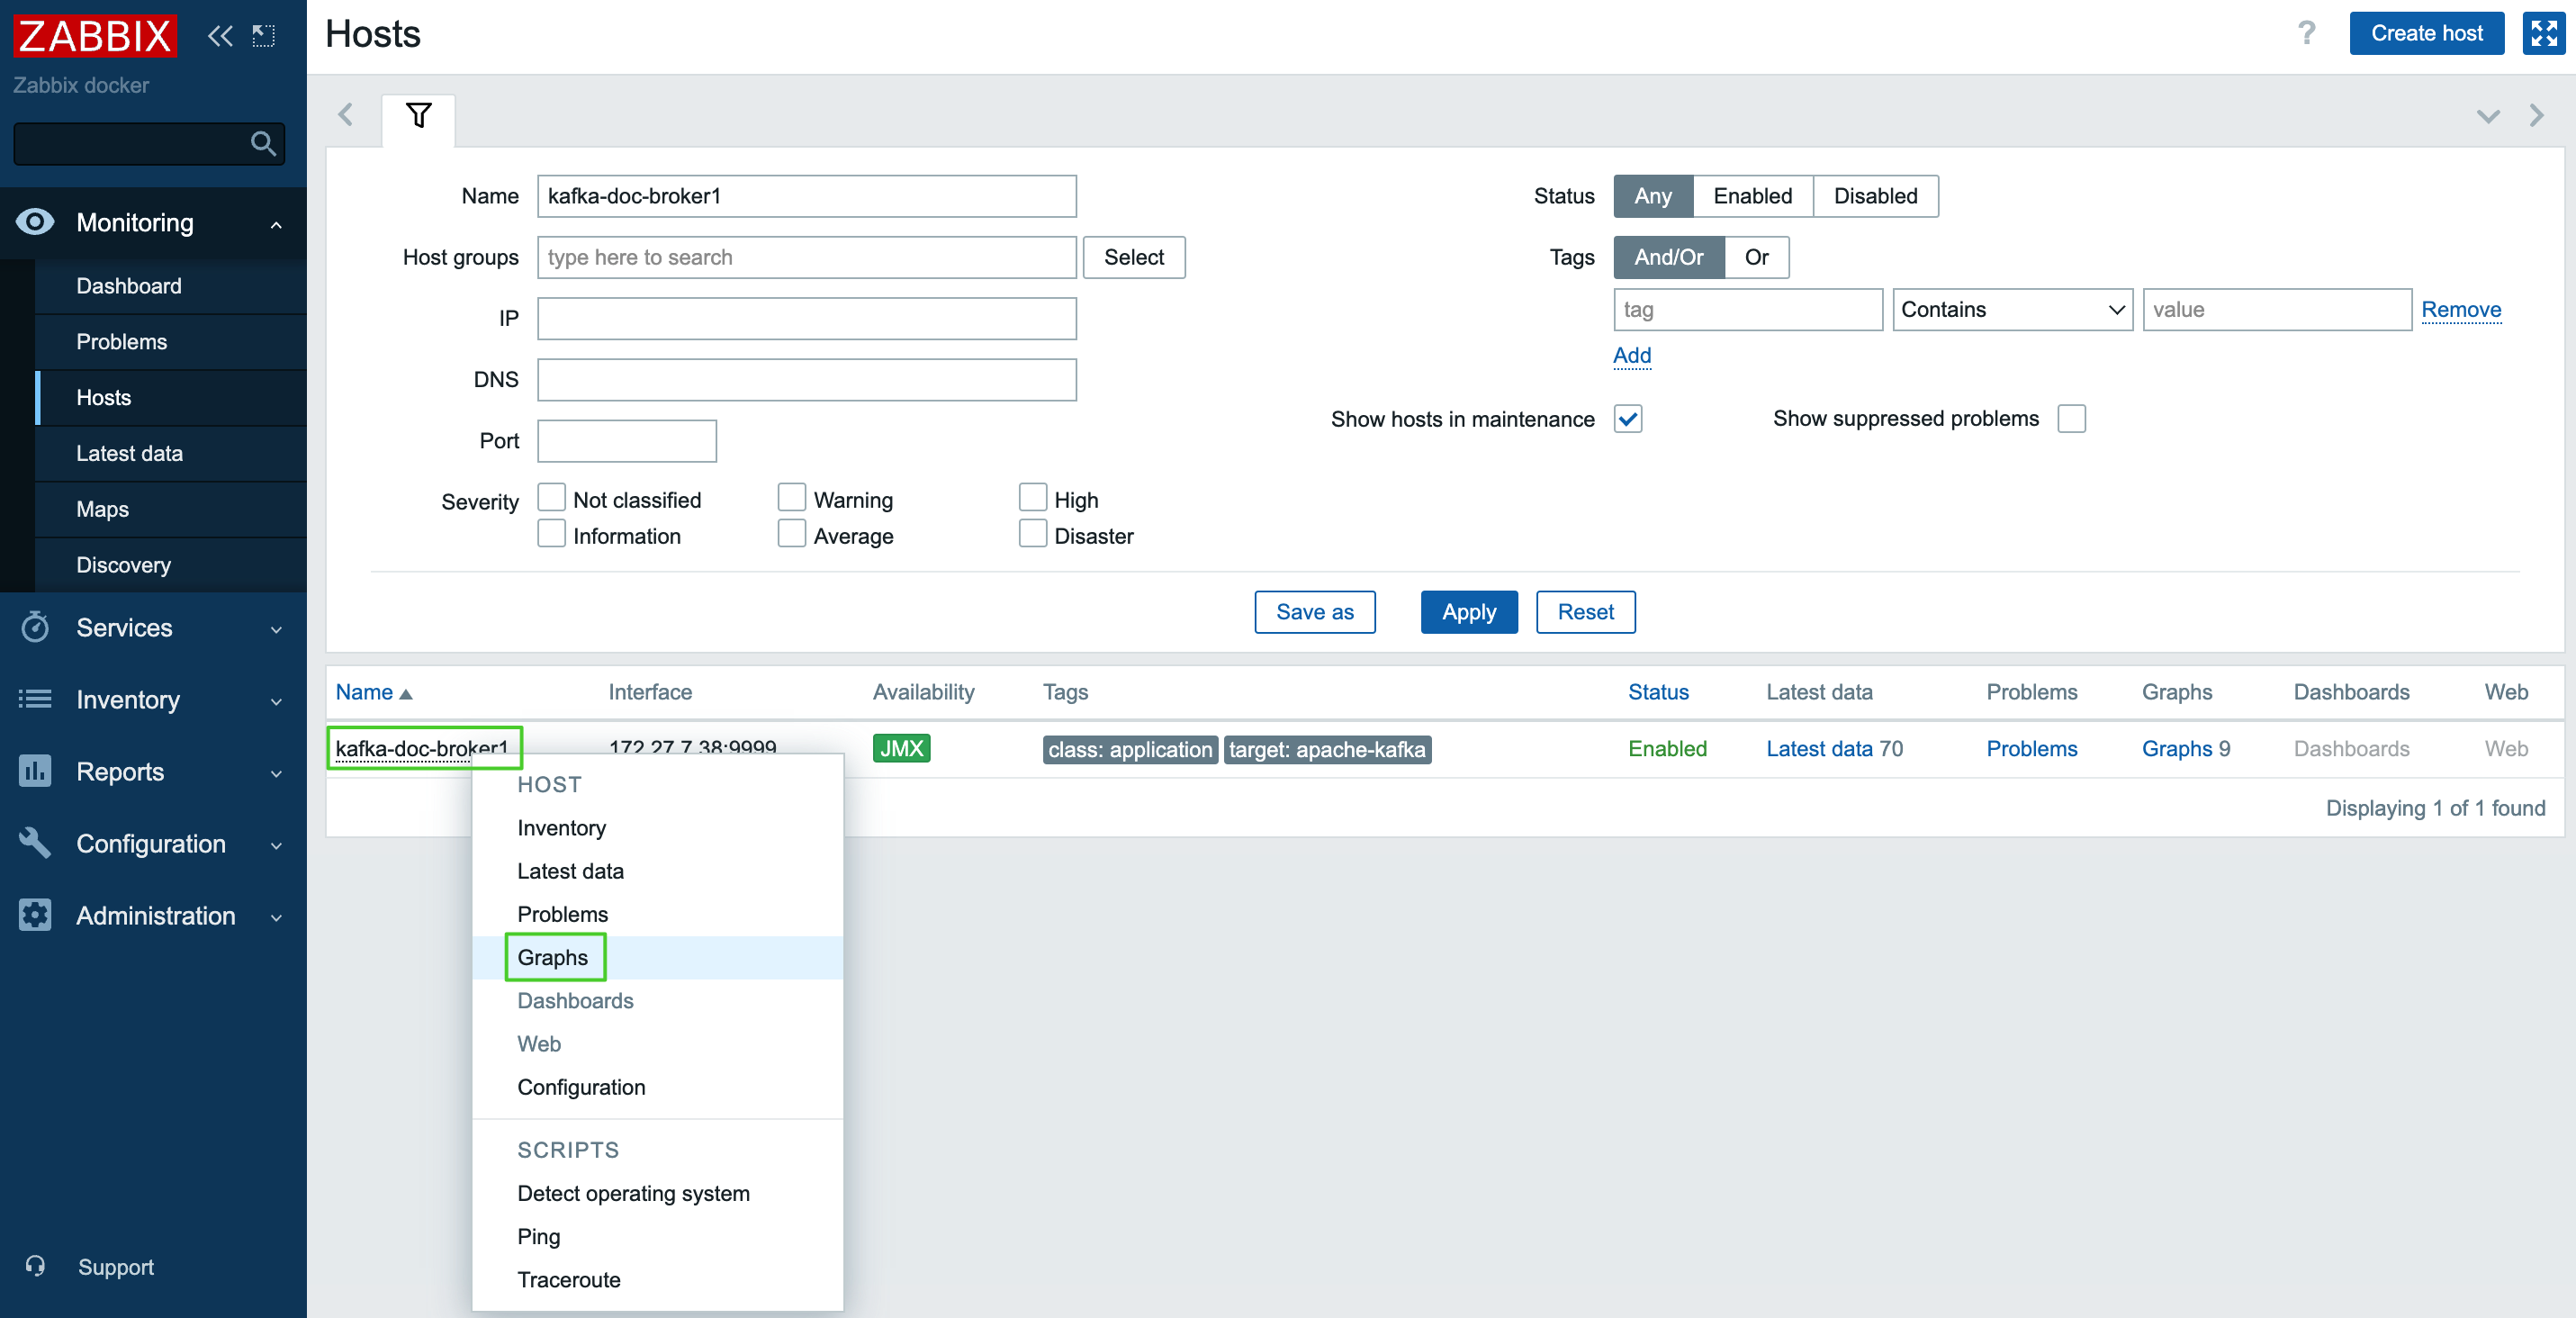 ZABBIX
Zabbix docker
Monitoring
Dashboard
Problems
Hosts
Latest data
Maps
Discovery
Services
Inventory
Reports
Configuration
Administration
Support
Hosts
?
Create host
Name kafka-doc-broker1
Host groups type here to search Select
IP
DNS
Port
Severity Not classified Warning High
Information Average Disaster
Status Any Enabled Disabled
Tags And/Or Or
tag Contains value Remove
Add
Show hosts in maintenance Show suppressed problems
Save as Apply Reset
Name Interface Availability Tags Status Latest data Problems Graphs Dashboards Web
kafka-doc-broker1 172.27.7.38:9999 JMX class: application target: apache-kafka Enabled Latest data 70 Problems Graphs 9 Dashboards Web
Displaying 1 of 1 found
HOST
Inventory
Latest data
Problems
Graphs
Dashboards
Web
Configuration
SCRIPTS
Detect operating system
Ping
Traceroute